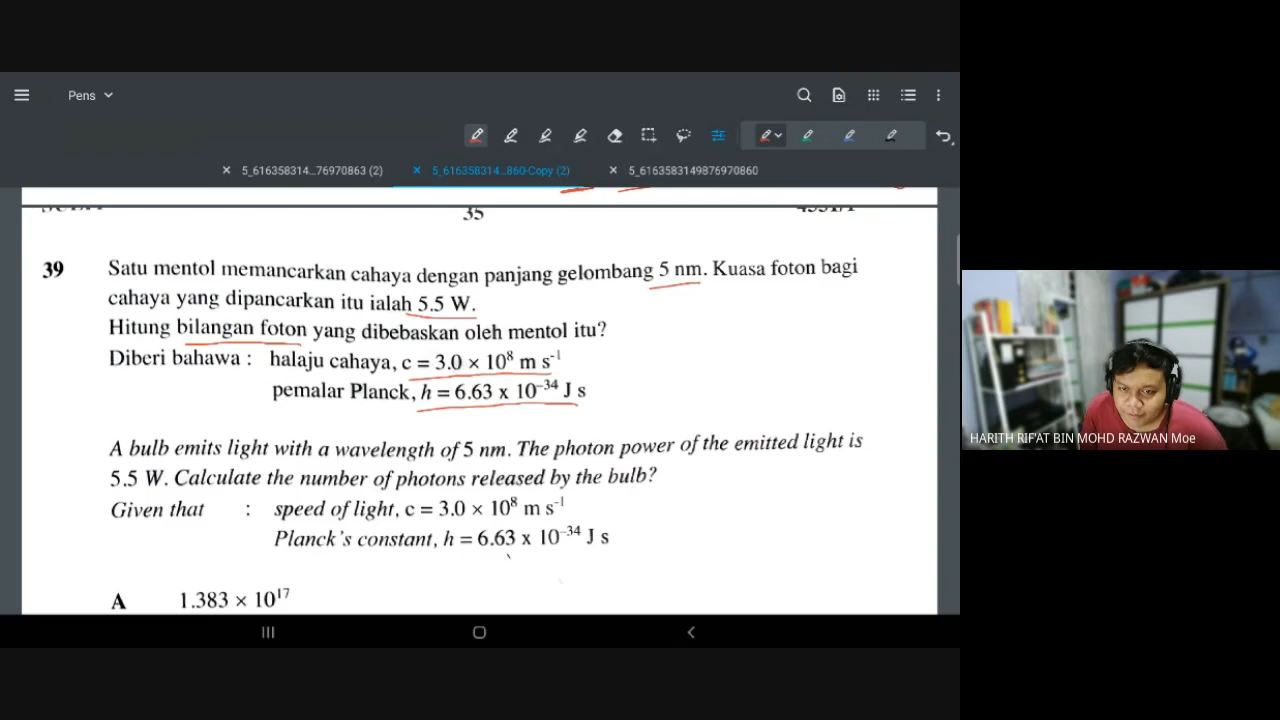 Pens
5_616358314...76970863 (2)
5_616358314...860-Copy (2)
5_6163583149876970860
35
39
Satu mentol memancarkan cahaya dengan panjang gelombang 5 nm. Kuasa foton bagi
cahaya yang dipancarkan itu ialah 5.5 W.
Hitung bilangan foton yang dibebaskan oleh mentol itu?
Diberi bahawa : halaju cahaya, c = 3.0 × 10⁸ m s⁻¹
pemalar Planck, h = 6.63 x 10⁻³⁴ J s
A bulb emits light with a wavelength of 5 nm. The photon power of the emitted light is
5.5 W. Calculate the number of photons released by the bulb?
Given that : speed of light, c = 3.0 × 10⁸ m s⁻¹
Planck's constant, h = 6.63 x 10⁻³⁴ J s
A 1.383 × 10¹⁷
HARITH RIF'AT BIN MOHD RAZWAN Moe